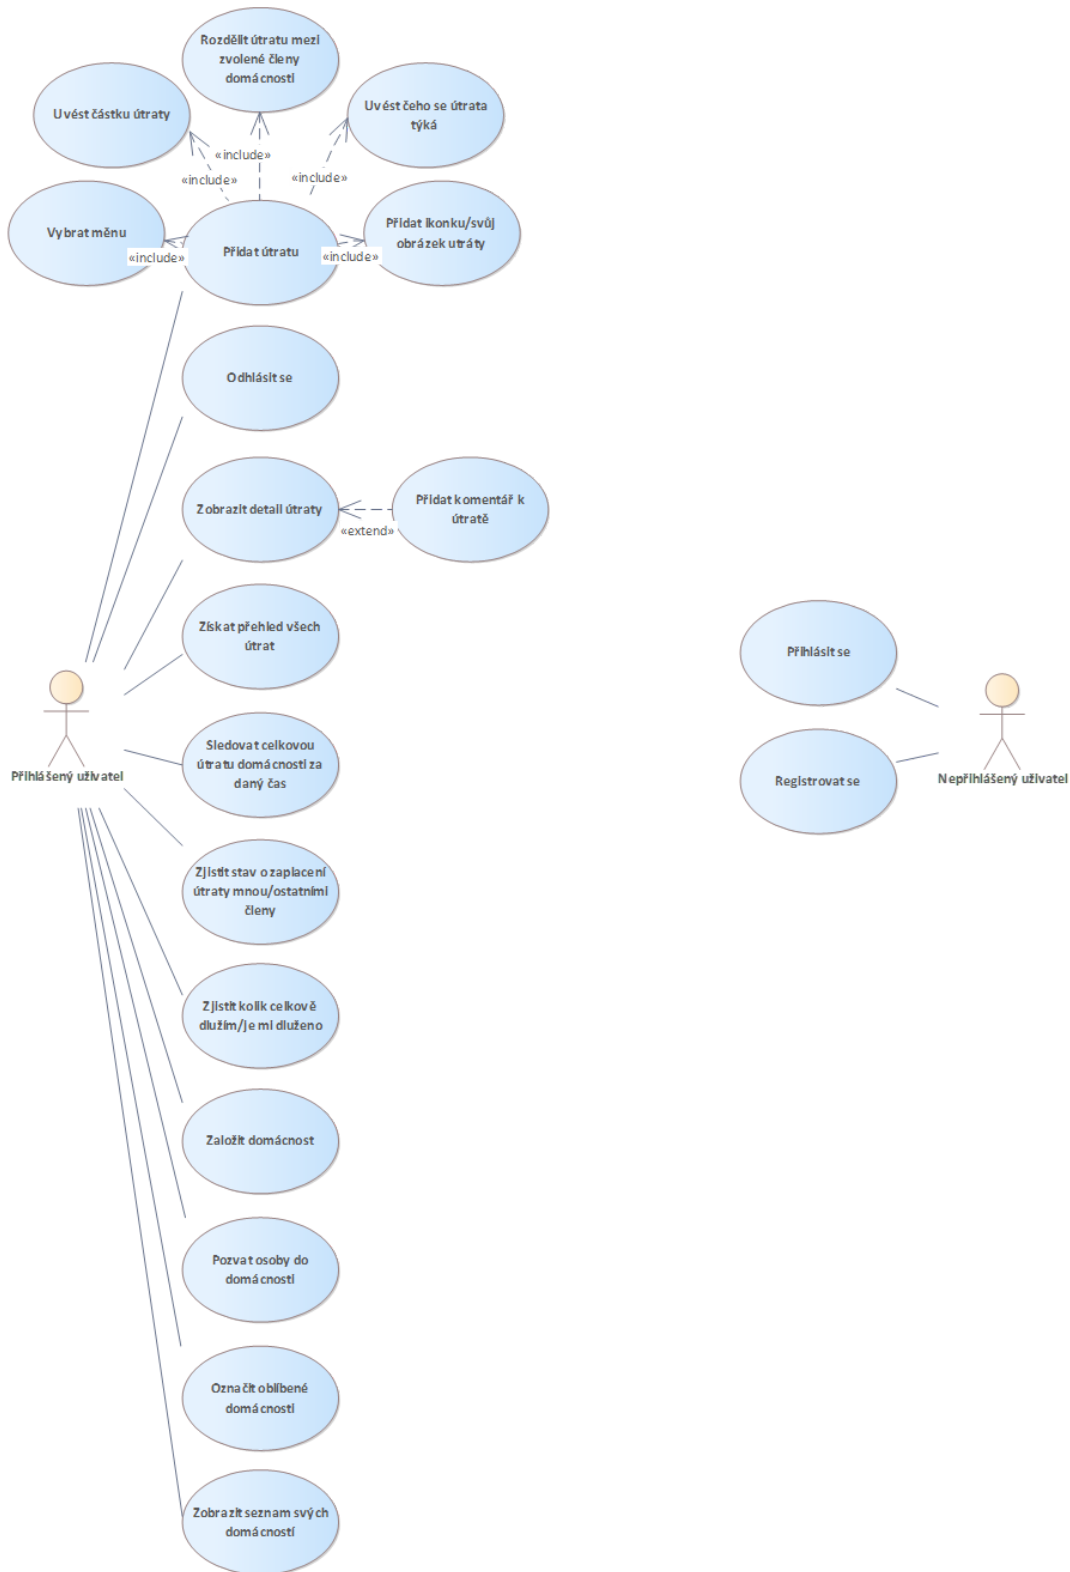 Rozdělit útratu mezi
zvolené členy
domácnosti
Uvést částku útraty
Uvést čeho se útrata
týká
«include»
«include»
«include»
Vybrat měnu
Přidat útratu
Přidat ikonku/svůj
obrázek utráty
«include»
«include»
Odhlásit se
Zobrazit detail útraty
Přidat komentář k
útratě
«extend»
Získat přehled všech
útrat
Přihlásit se
Sledovat celkovou
útratu domácnosti za
daný čas
Přihlášený uživatel
Registrovat se
Nepřihlášený uživatel
Zjistit stav o zaplacení
útraty mnou/ostatními
členy
Zjistit kolik celkově
dlužím/je mi dluženo
Založit domácnost
Pozvat osoby do
domácnosti
Označit oblíbené
domácnosti
Zobrazit seznam svých
domácností